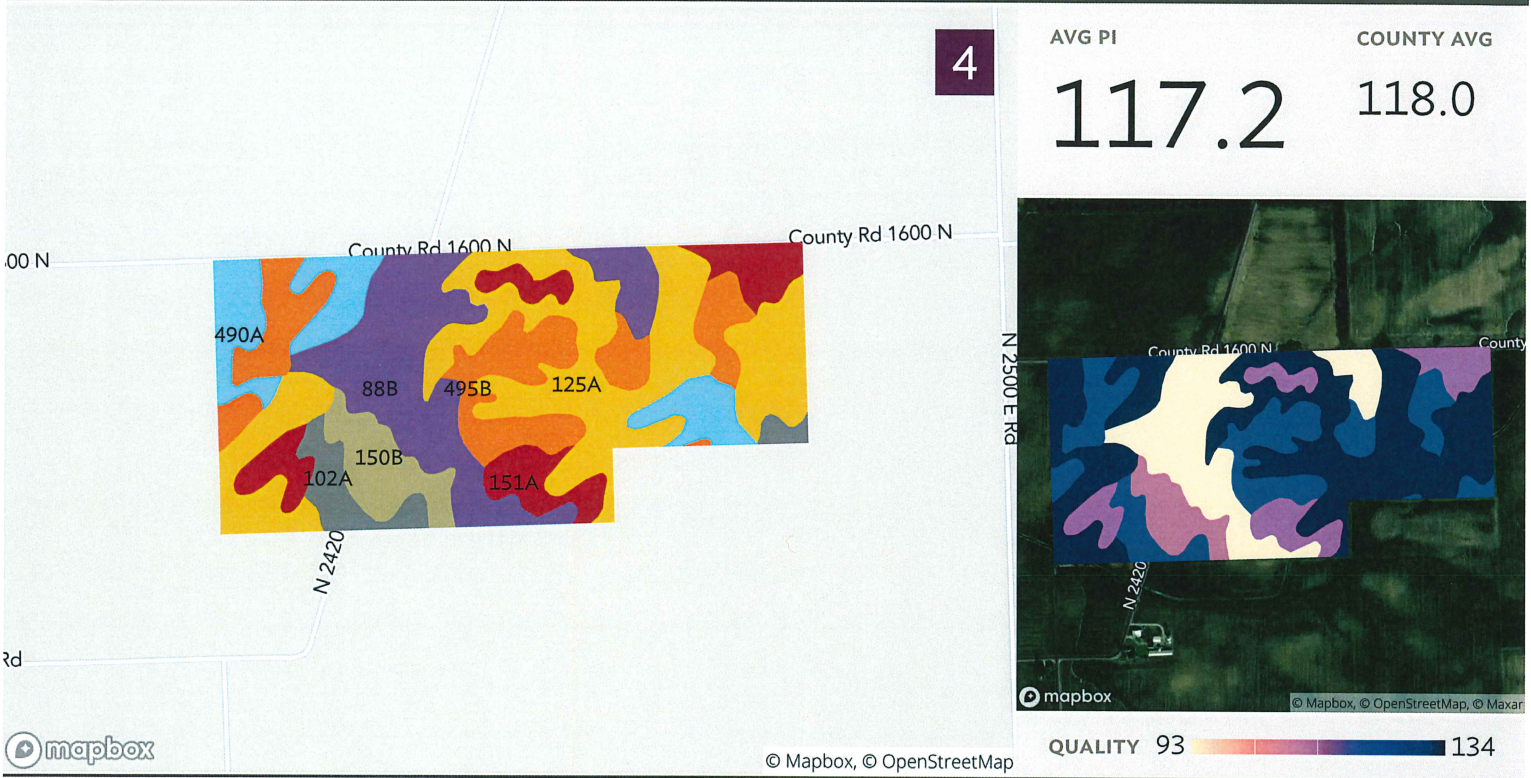 4
County Rd 1600 N
County Rd 1600 N
00 N
490A
88B
495B
125A
150B
102A
151A
N 2420
N 2500 E Rd
Rd
mapbox
© Mapbox, © OpenStreetMap
AVG PI
COUNTY AVG
117.2
118.0
County Rd 1600 N
County
N 2420
mapbox
© Mapbox, © OpenStreetMap, © Maxar
QUALITY 93 134